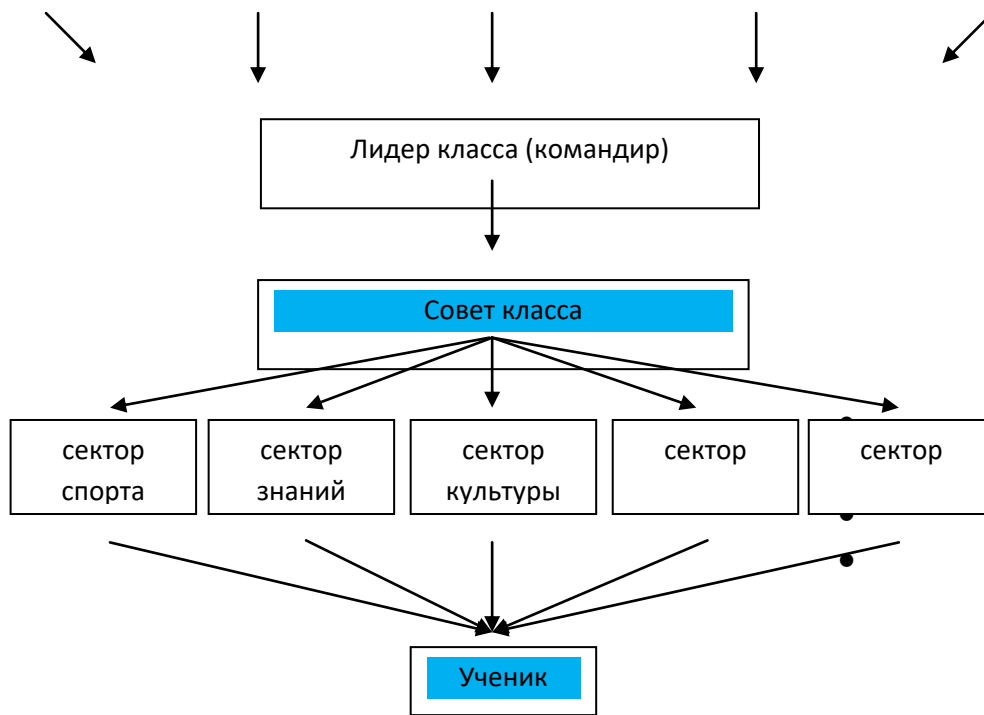 Лидер класса (командир)
Совет класса
сектор
спорта
сектор
знаний
сектор
культуры
сектор
сектор
Ученик